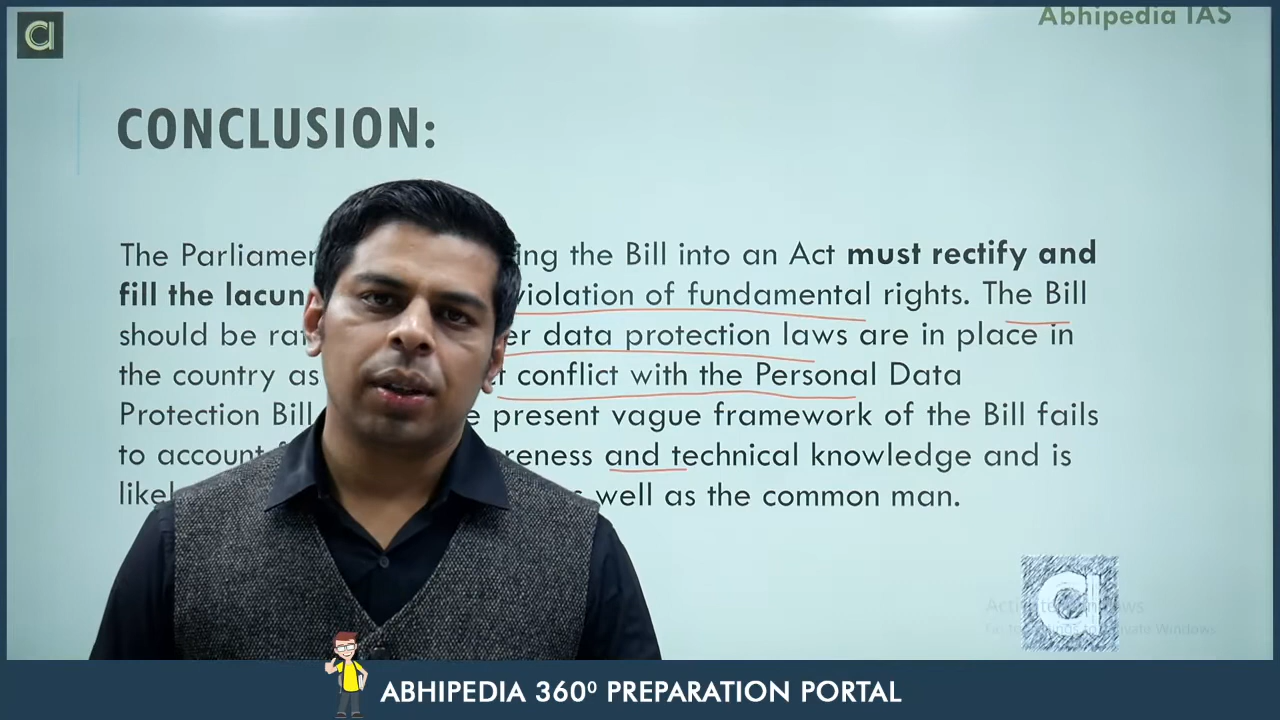 Abhipedia IAS
CONCLUSION:
The Parliamen ing the Bill into an Act must rectify and
fill the lacun violation of fundamental rights. The Bill
should be rat er data protection laws are in place in
the country as t conflict with the Personal Data
Protection Bill e present vague framework of the Bill fails
to account f reness and technical knowledge and is
likel s well as the common man.
ABHIPEDIA 360⁰ PREPARATION PORTAL